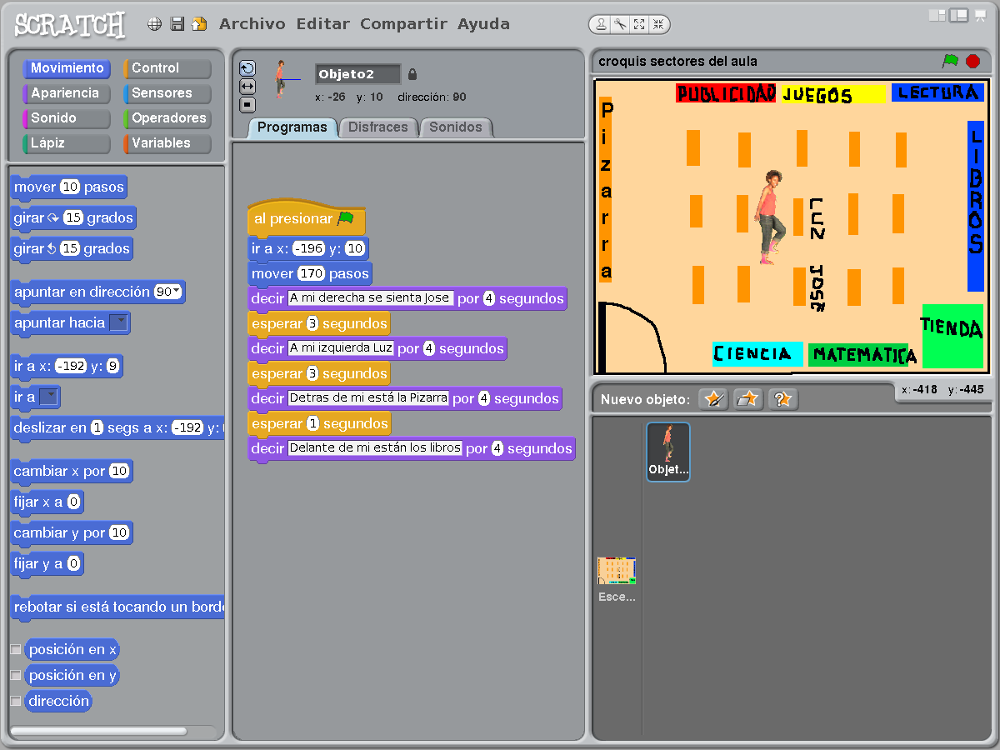 SCRATCH
Archivo Editar Compartir Ayuda
Movimiento Control
Apariencia Sensores
Sonido Operadores
Lápiz Variables
mover 10 pasos
girar 15 grados
girar 15 grados
apuntar en dirección 90
apuntar hacia
ir a x: -192 y: 9
ir a
deslizar en 1 segs a x: -192 y:
cambiar x por 10
fijar x a 0
cambiar y por 10
fijar y a 0
rebotar si está tocando un borde
posición en x
posición en y
dirección
Objeto2
x: -26 y: 10 dirección: 90
Programas Disfraces Sonidos
al presionar
ir a x: -196 y: 10
mover 170 pasos
decir A mi derecha se sienta Jose por 4 segundos
esperar 3 segundos
decir A mi izquierda Luz por 4 segundos
esperar 3 segundos
decir Detras de mi está la Pizarra por 4 segundos
esperar 1 segundos
decir Delante de mi están los libros por 4 segundos
croquis sectores del aula
PUBLICIDAD JUEGOS LECTURA
Pizarra
LIBROS
LUZ
JOSE
TIENDA
CIENCIA MATEMATICA
x: -418 y: -445
Nuevo objeto:
Objet...
Esce...